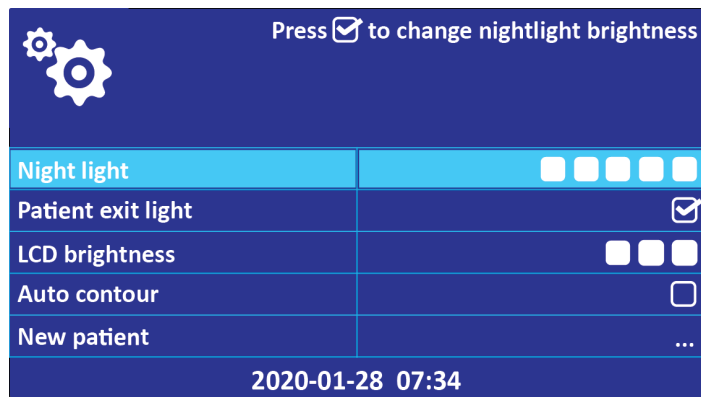 Press to change nightlight brightness
Night light
Patient exit light
LCD brightness
Auto contour
New patient ...
2020-01-28 07:34